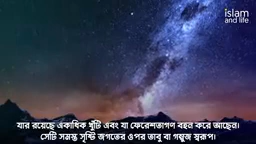 islam
and life
যার রয়েছে একাধিক খুঁটি এবং যা ফেরেশতাগণ বহন করে আছেন।
সেটি সমস্ত সৃষ্টি জগতের ওপর তাবু বা গম্বুজ স্বরূপ।